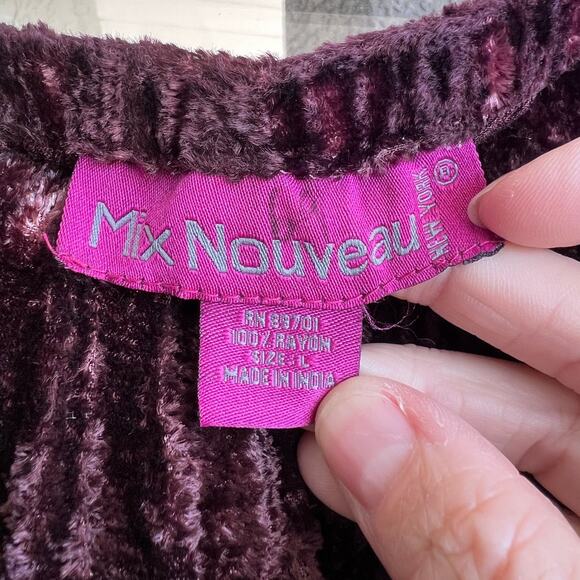 Mix Nouveau
NEW YORK
RN 89701
100% RAYON
SIZE: L
MADE IN INDIA